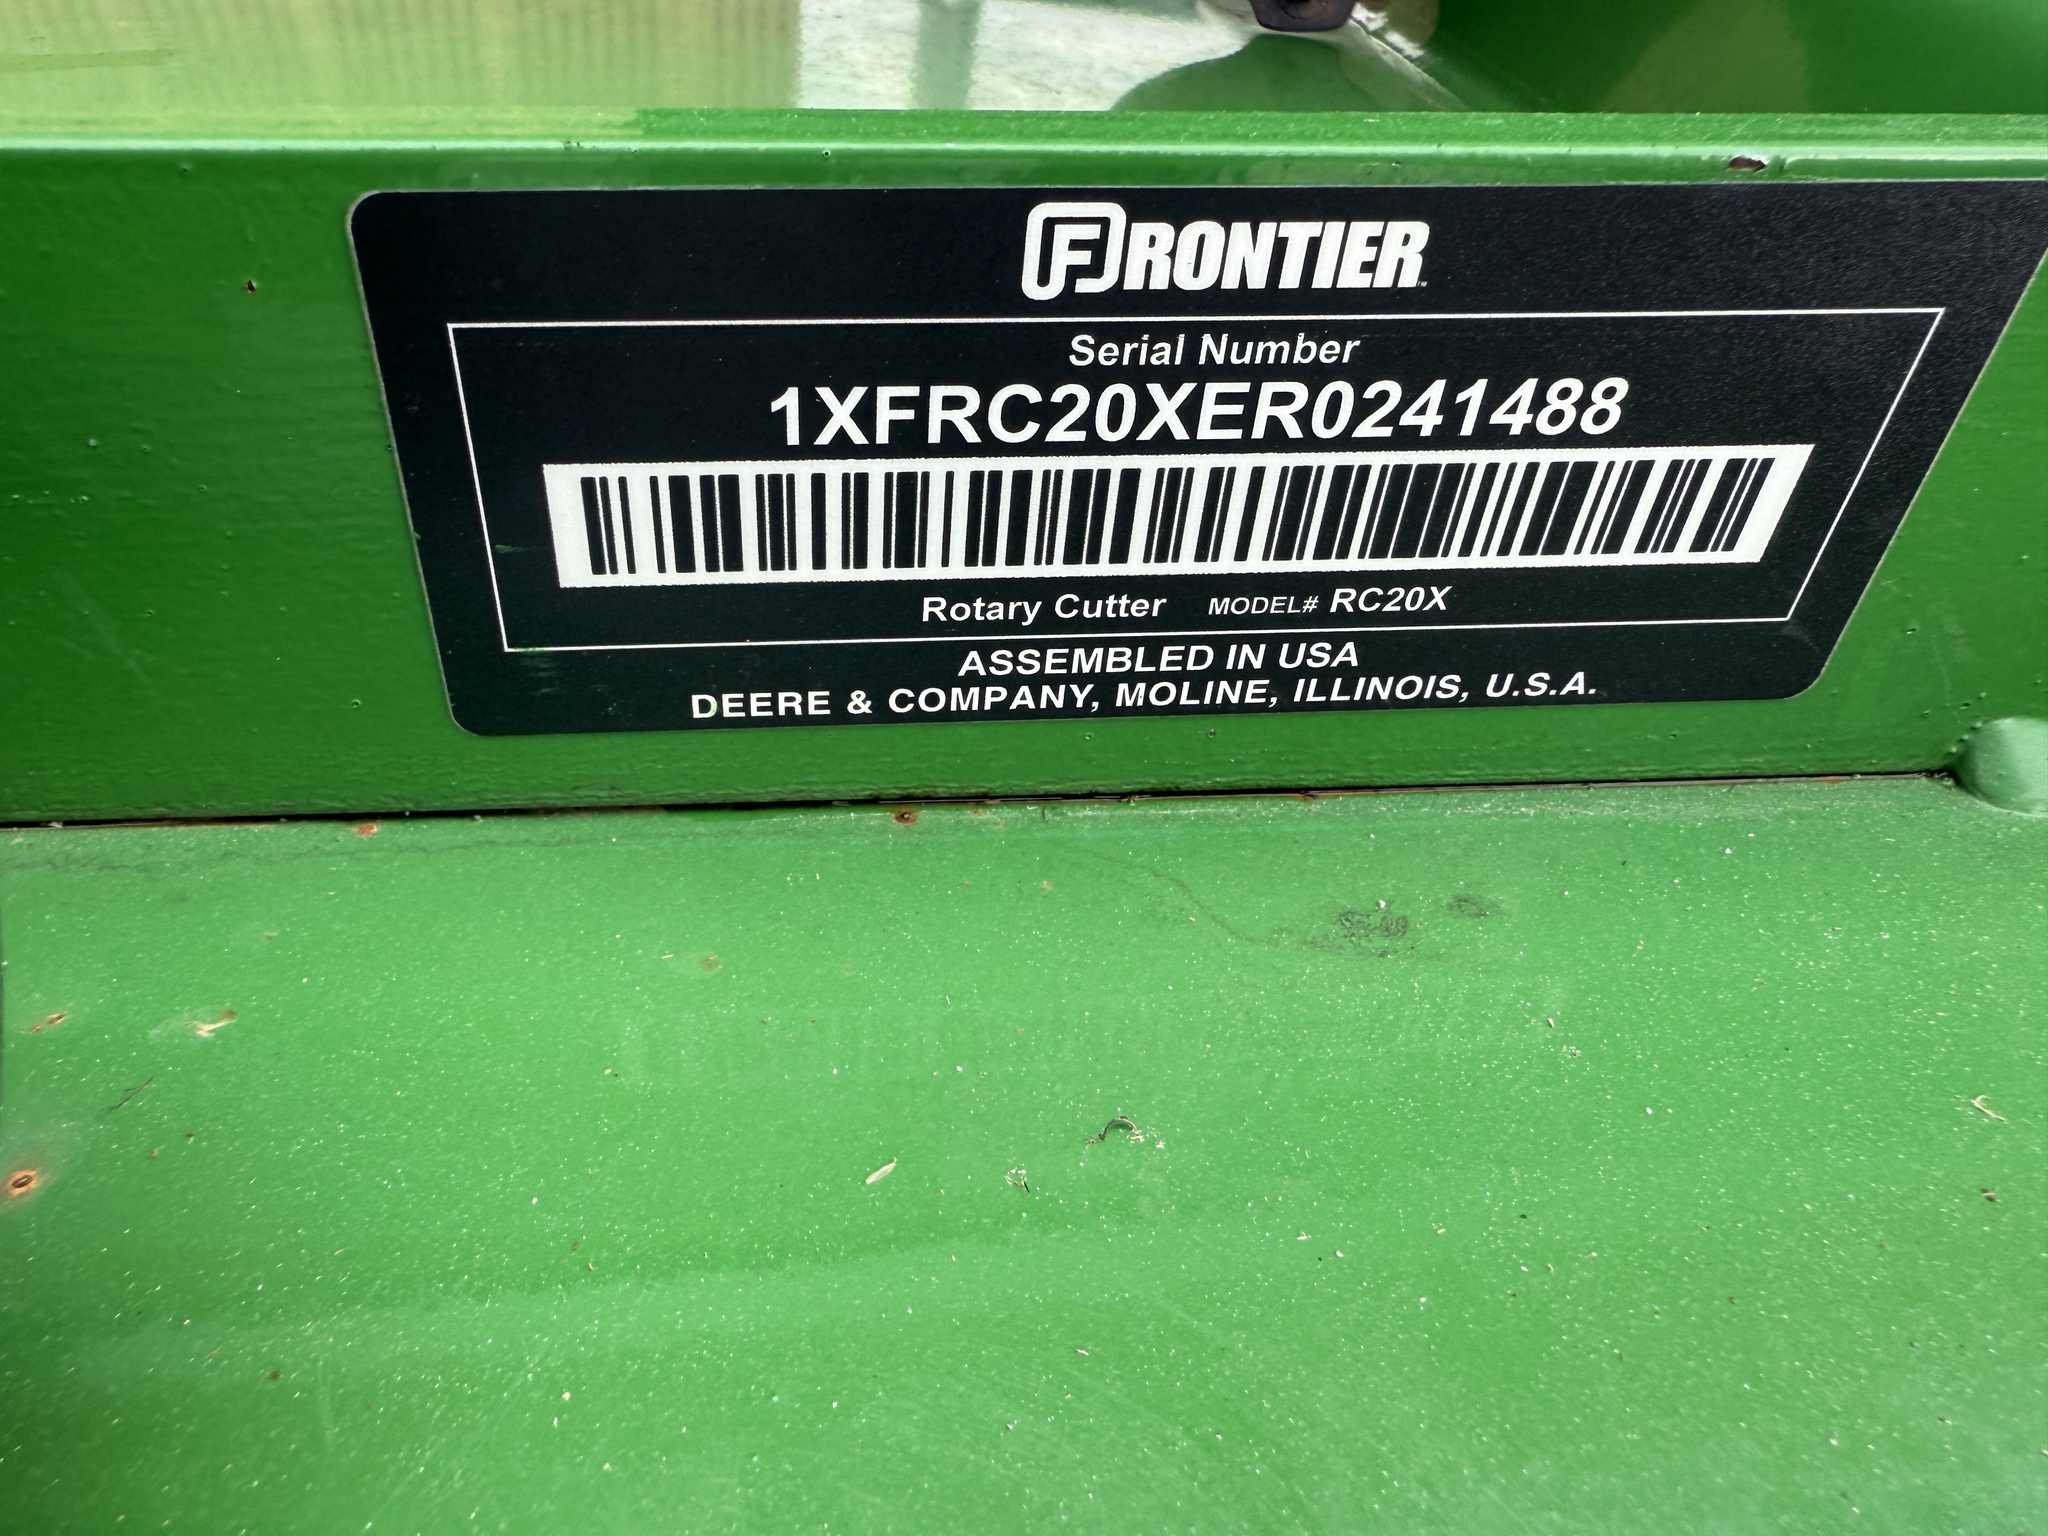 FRONTIER
Serial Number
1XFRC20XER0241488
Rotary Cutter MODEL# RC20X
ASSEMBLED IN USA
DEERE & COMPANY, MOLINE, ILLINOIS, U.S.A.